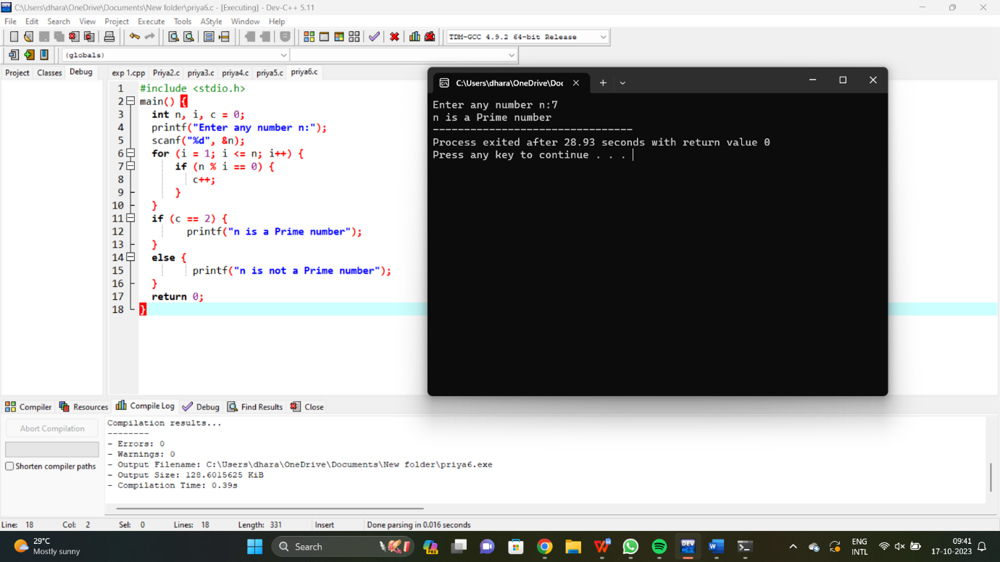 C:\Users\dhara\OneDrive\Documents\New folder\priya6.c - [Executing] - Dev-C++ 5.11
File Edit Search View Project Execute Tools AStyle Window Help
TDM-GCC 4.9.2 64-bit Release
(globals)
Project Classes Debug
exp 1.cpp Priya2.c priya3.c priya4.c priya5.c priya6.c
1 #include <stdio.h>
2 main() {
3 int n, i, c = 0;
4 printf("Enter any number n:");
5 scanf("%d", &n);
6 for (i = 1; i <= n; i++) {
7 if (n % i == 0) {
8 c++;
9 }
10 }
11 if (c == 2) {
12 printf("n is a Prime number");
13 }
14 else {
15 printf("n is not a Prime number");
16 }
17 return 0;
18 }
C:\Users\dhara\OneDrive\Doc
Enter any number n:7
n is a Prime number
--------------------------------
Process exited after 28.93 seconds with return value 0
Press any key to continue . . .
Compiler Resources Compile Log Debug Find Results Close
Abort Compilation
Shorten compiler paths
Compilation results...
--------
- Errors: 0
- Warnings: 0
- Output Filename: C:\Users\dhara\OneDrive\Documents\New folder\priya6.exe
- Output Size: 128.6015625 KiB
- Compilation Time: 0.39s
Line: 18 Col: 2 Sel: 0 Lines: 18 Length: 331 Insert Done parsing in 0.016 seconds
29°C
Mostly sunny
Search
PRE
DEV
W
ENG
INTL
09:41
17-10-2023